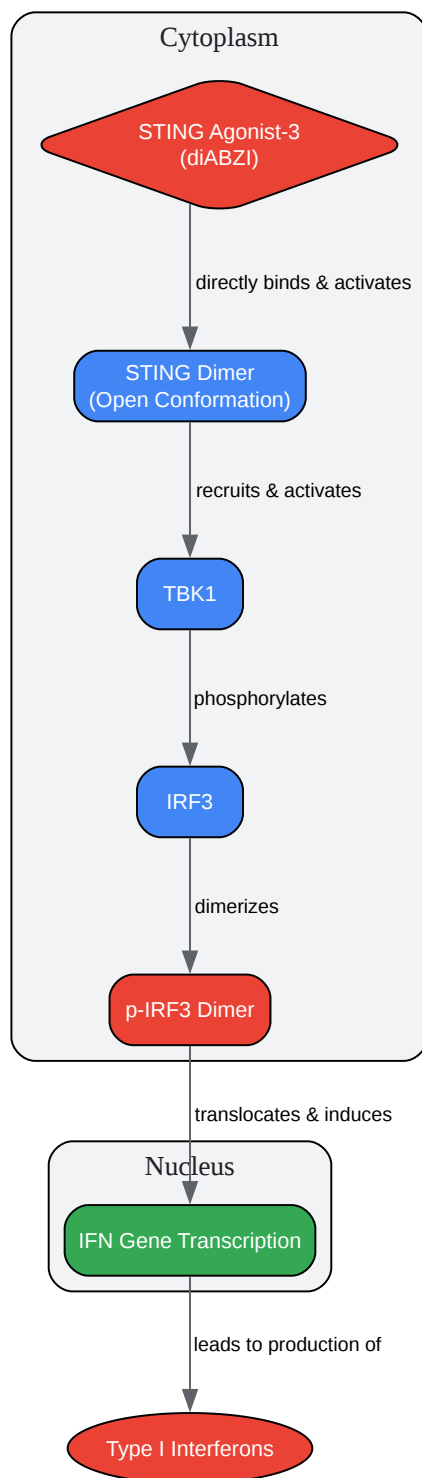 Cytoplasm
STING Agonist-3
(diABZI)
directly binds & activates
STING Dimer
(Open Conformation)
recruits & activates
TBK1
phosphorylates
IRF3
dimerizes
p-IRF3 Dimer
translocates & induces
Nucleus
IFN Gene Transcription
leads to production of
Type I Interferons